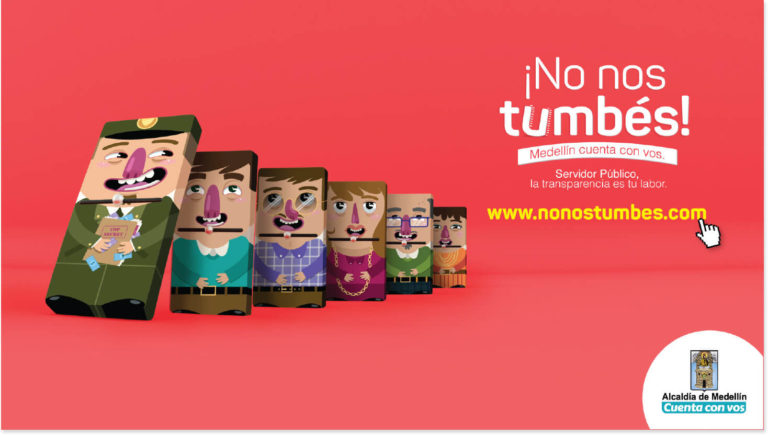 ¡No nos
tumbés!
Medellín cuenta con vos.
Servidor Público,
la transparencia es tu labor.
www.nonostumbes.com
TOP
SECRET
Alcaldía de Medellín
Cuenta con vos